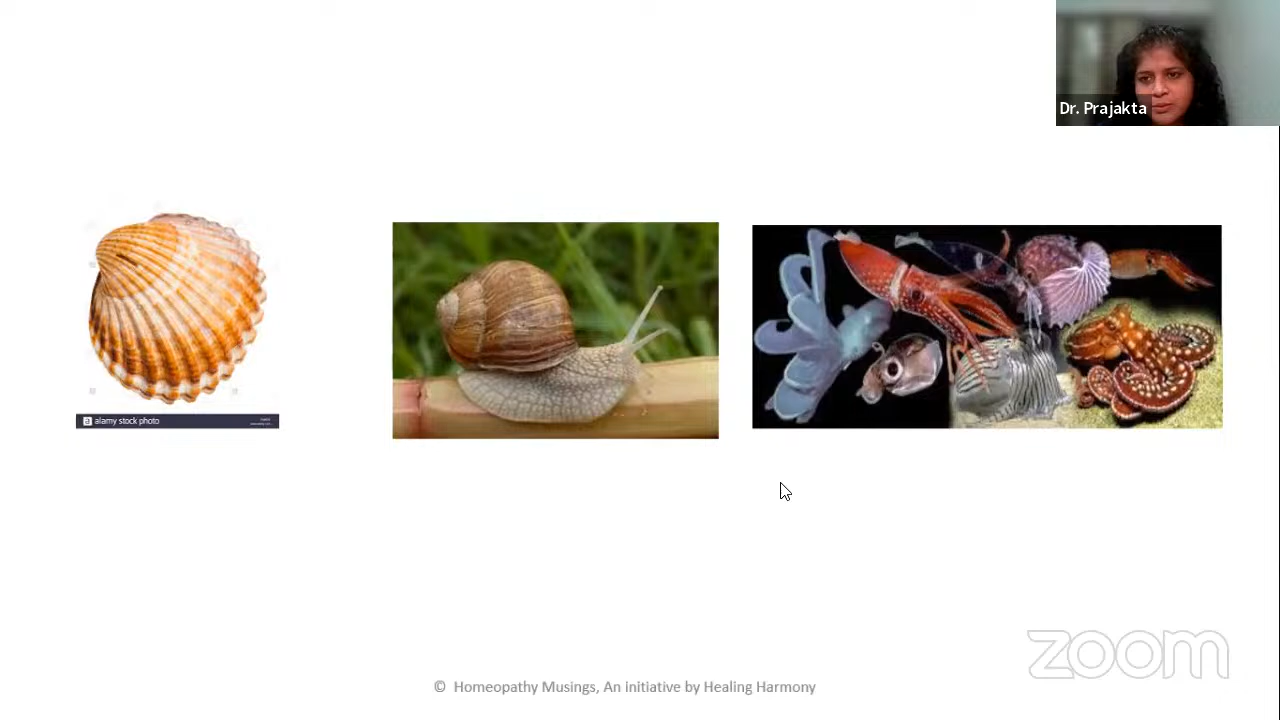 Dr. Prajakta
a alamy stock photo
zoom
© Homeopathy Musings, An initiative by Healing Harmony